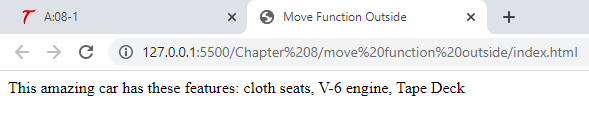 A:08-1
Move Function Outside
127.0.0.1:5500/Chapter%208/move%20function%20outside/index.html
This amazing car has these features: cloth seats, V-6 engine, Tape Deck